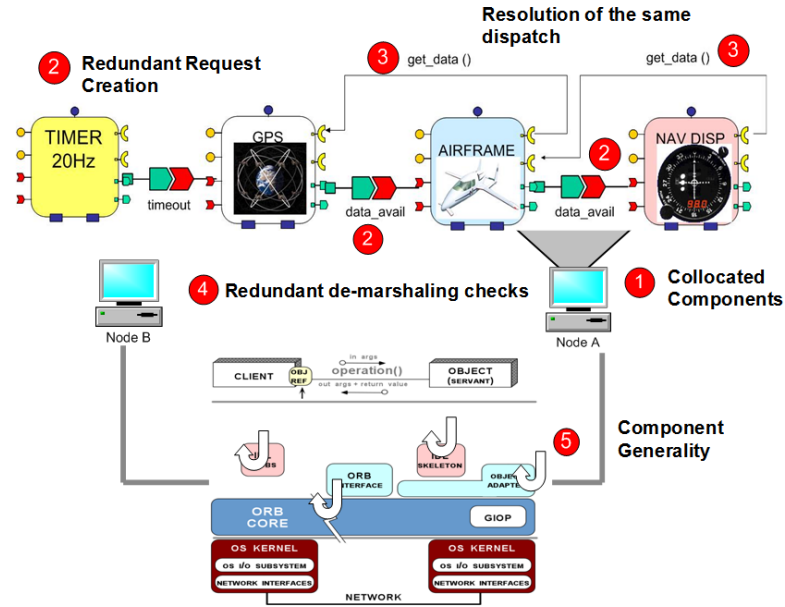 Resolution of the same
dispatch
2 Redundant Request
Creation
3 get_data ()
get_data () 3
TIMER
20Hz
GPS
AIRFRAME
NAV DISP
2
timeout
data_avail
data_avail
2
4 Redundant de-marshaling checks
1 Collocated
Components
Node B
Node A
in args
operation()
out args + return value
CLIENT
OBJ
REF
OBJECT
(SERVANT)
Component
Generality
5
SKELETON
ORB
INTERFACE
ORB
CORE
GIOP
OS KERNEL
OS I/O SUBSYSTEM
NETWORK INTERFACES
OS KERNEL
OS I/O SUBSYSTEM
NETWORK INTERFACES
NETWORK